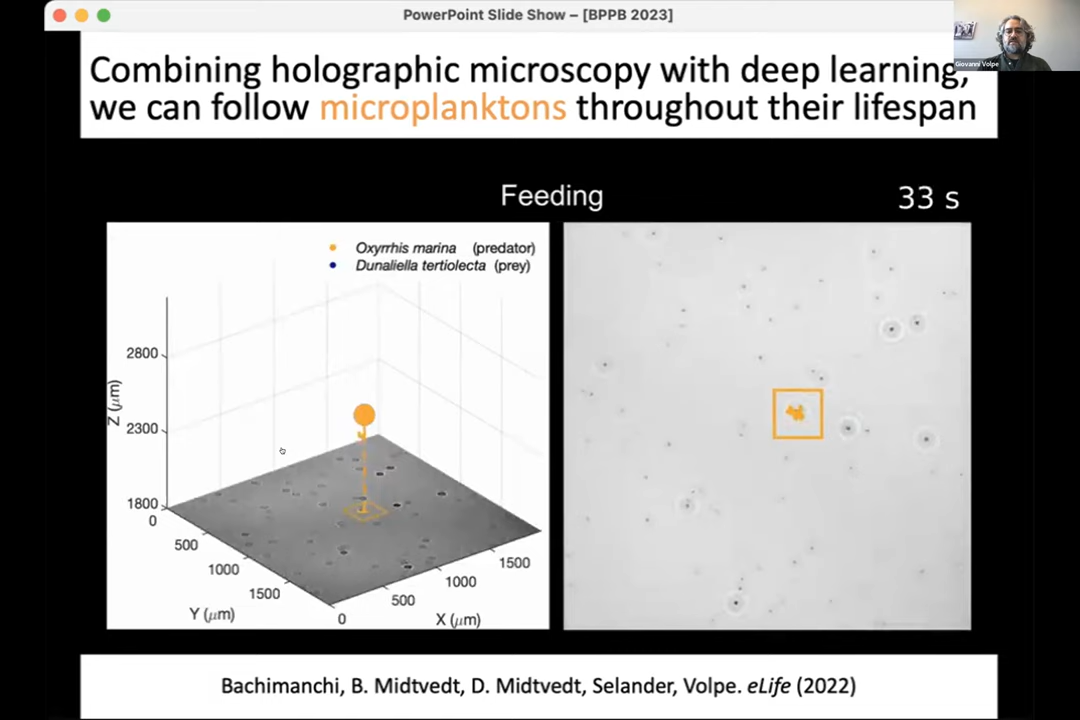 PowerPoint Slide Show – [BPPB 2023]
Giovanni Volpe
Combining holographic microscopy with deep learning,
we can follow microplanktons throughout their lifespan
Feeding
33 s
Oxyrrhis marina (predator)
Dunaliella tertiolecta (prey)
2800
2300
1800
Z (μm)
0
500
1000
1500
Y (μm)
0
500
1000
1500
X (μm)
Bachimanchi, B. Midtvedt, D. Midtvedt, Selander, Volpe. eLife (2022)